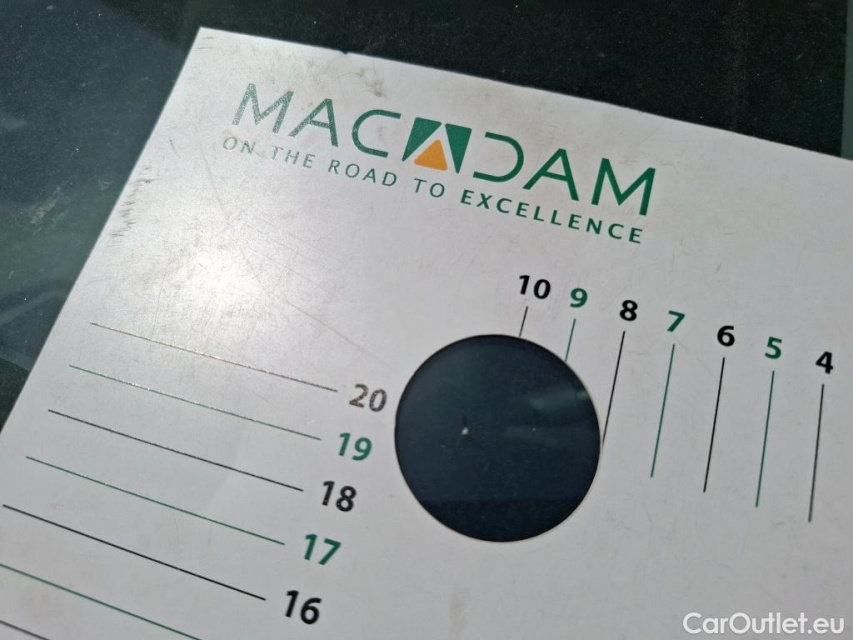 MACADAM
ON THE ROAD TO EXCELLENCE
10 9 8 7 6 5 4
20
19
18
17
16
CarOutlet.eu